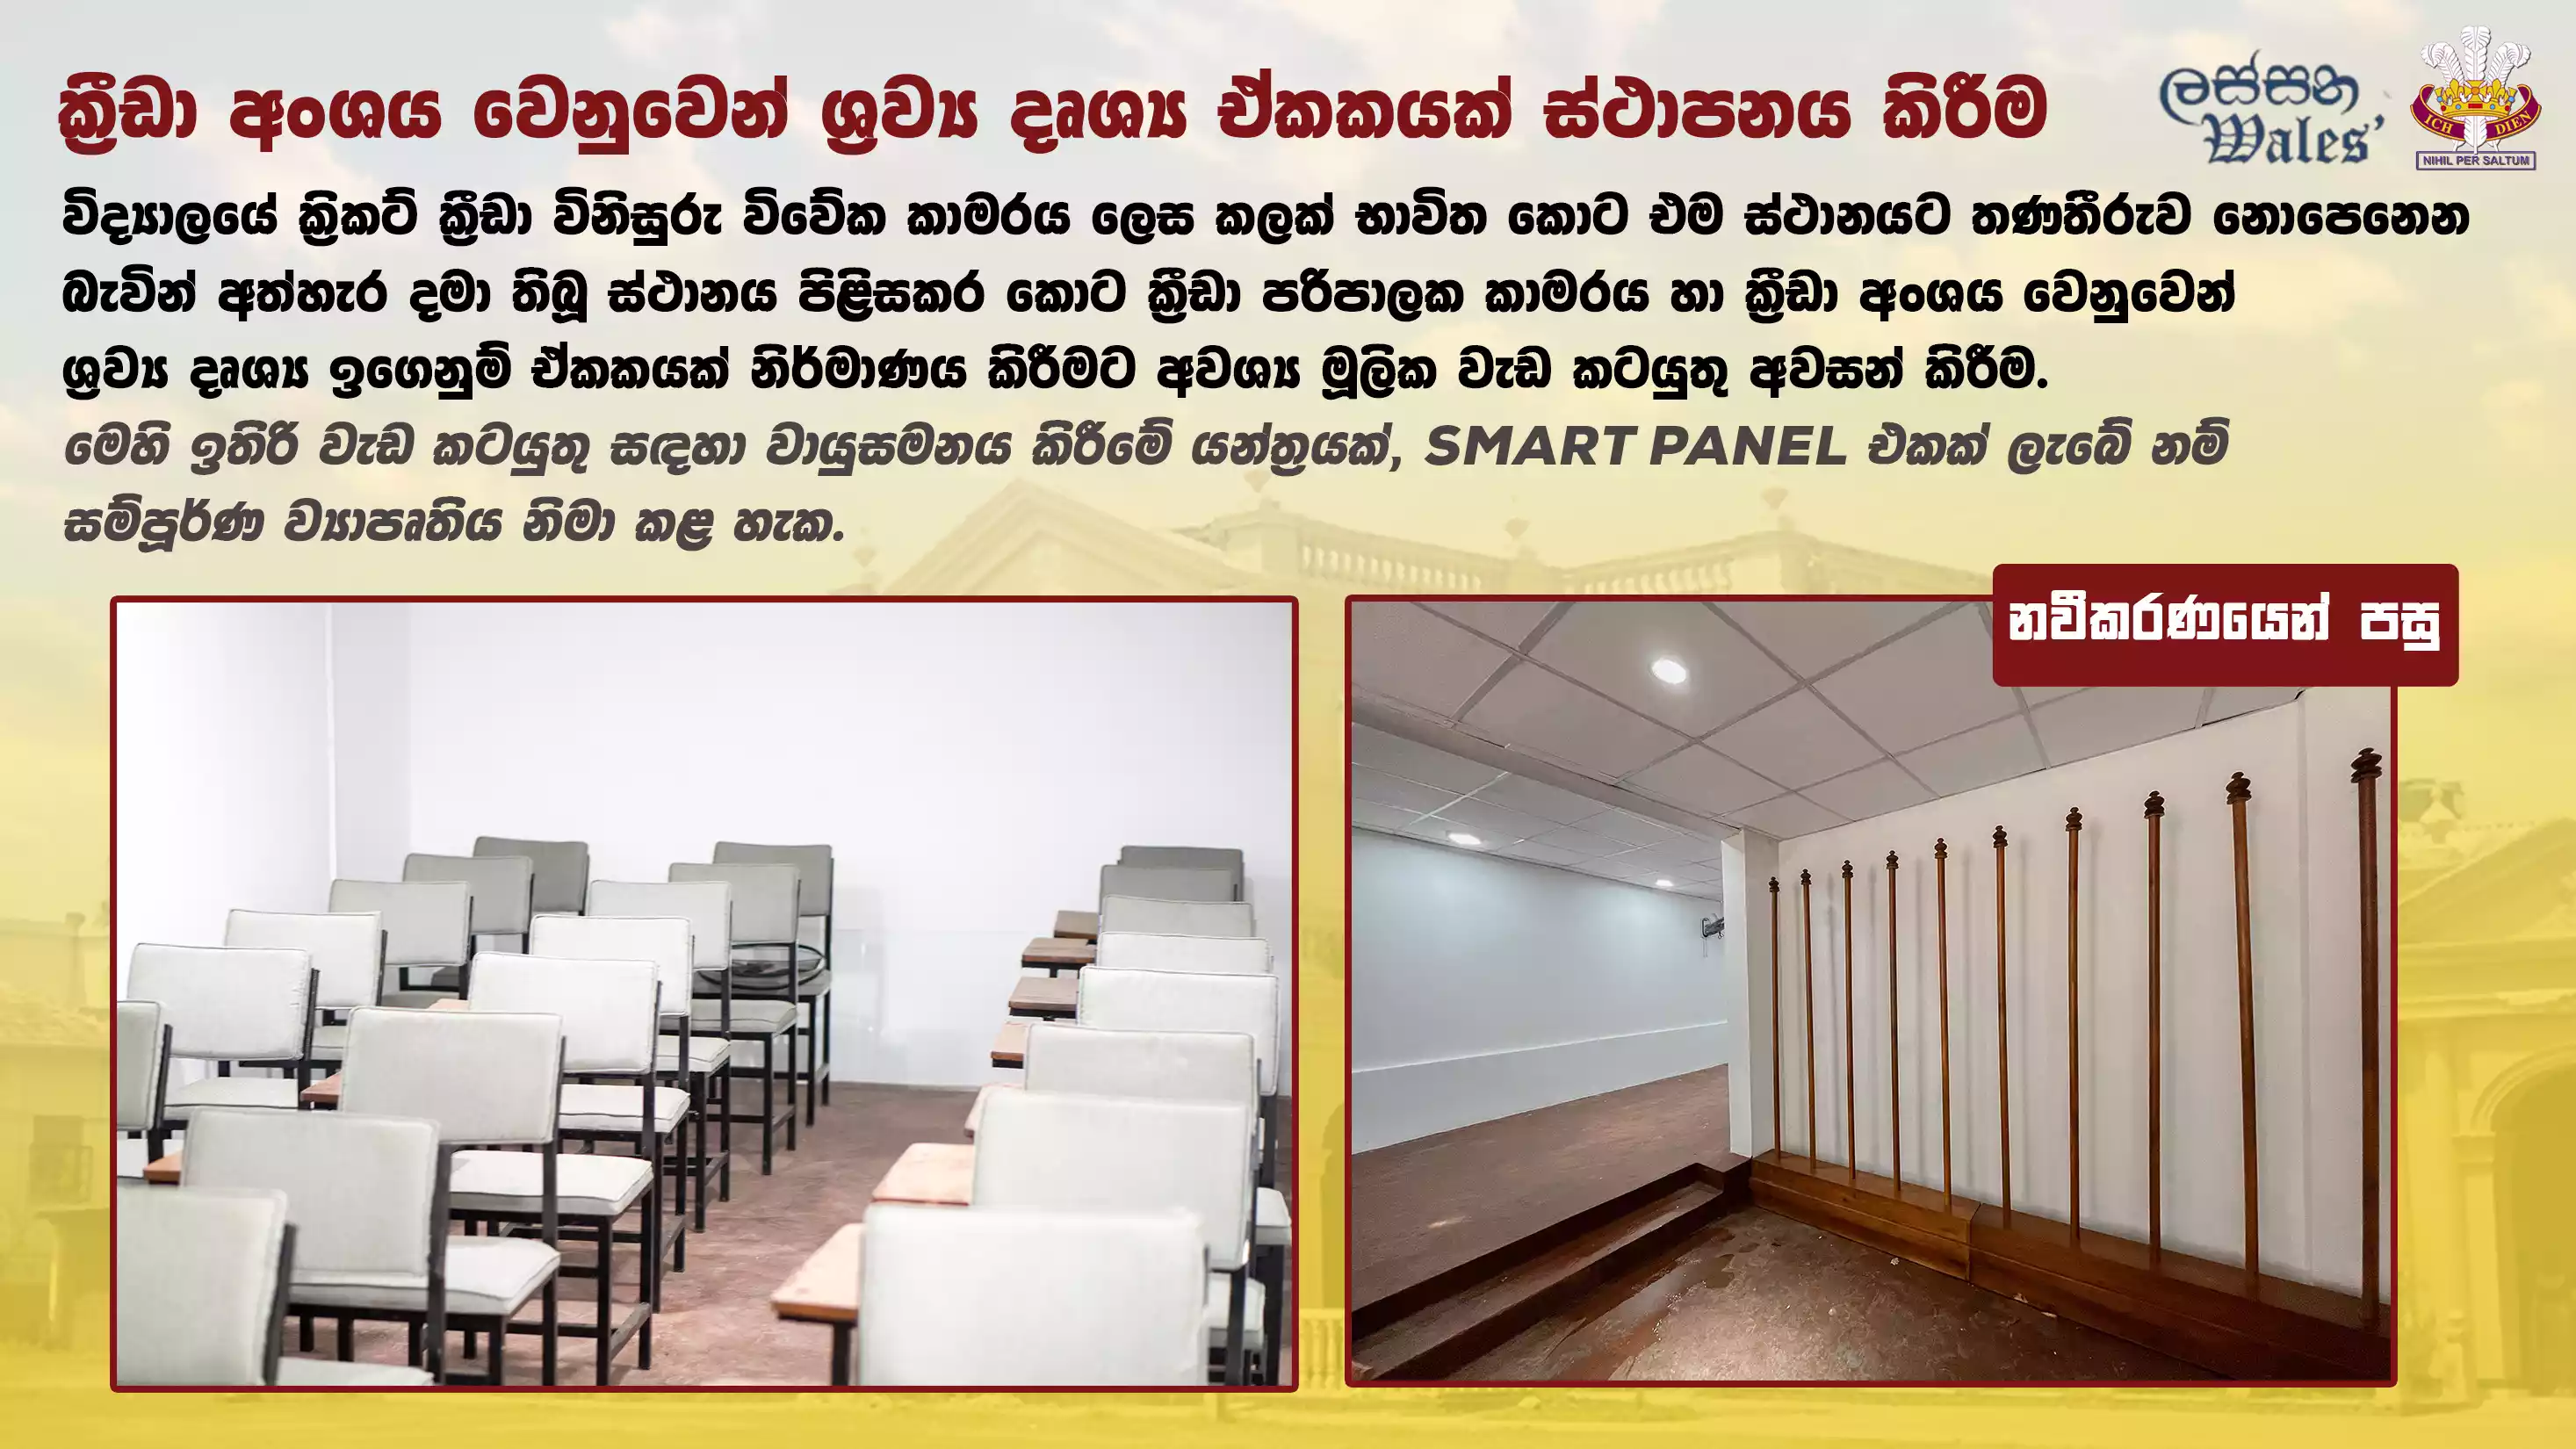 ක්‍රීඩා අංශය වෙනුවෙන් ශ්‍රව්‍ය දෘශ්‍ය ඒකකයක් ස්ථාපනය කිරීම
ලස්සන
Wales'
ICH DIEN
NIHIL PER SALTUM
විද්‍යාලයේ ක්‍රිකට් ක්‍රීඩා විනිසුරු විවේක කාමරය ලෙස කලක් භාවිත කොට එම ස්ථානයට තණතීරුව නොපෙනෙන
බැවින් අත්හැර දමා තිබූ ස්ථානය පිළිසකර කොට ක්‍රීඩා පරිපාලක කාමරය හා ක්‍රීඩා අංශය වෙනුවෙන්
ශ්‍රව්‍ය දෘශ්‍ය ඉගෙනුම් ඒකකයක් නිර්මාණය කිරීමට අවශ්‍ය මූලික වැඩ කටයුතු අවසන් කිරීම.
මෙහි ඉතිරි වැඩ කටයුතු සඳහා වායුසමනය කිරීමේ යන්ත්‍රයක්, SMART PANEL එකක් ලැබේ නම්
සම්පූර්ණ ව්‍යාපෘතිය නිමා කළ හැක.
නවීකරණයෙන් පසු